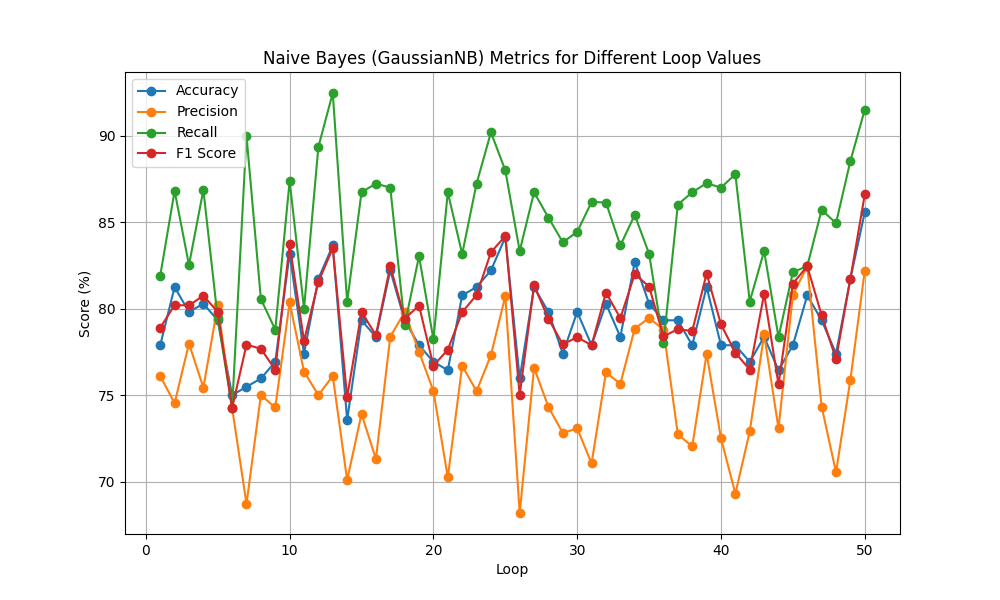 Naive Bayes (GaussianNB) Metrics for Different Loop Values
Accuracy
Precision
Recall
F1 Score
Score (%)
90
85
80
75
70
0 10 20 30 40 50
Loop